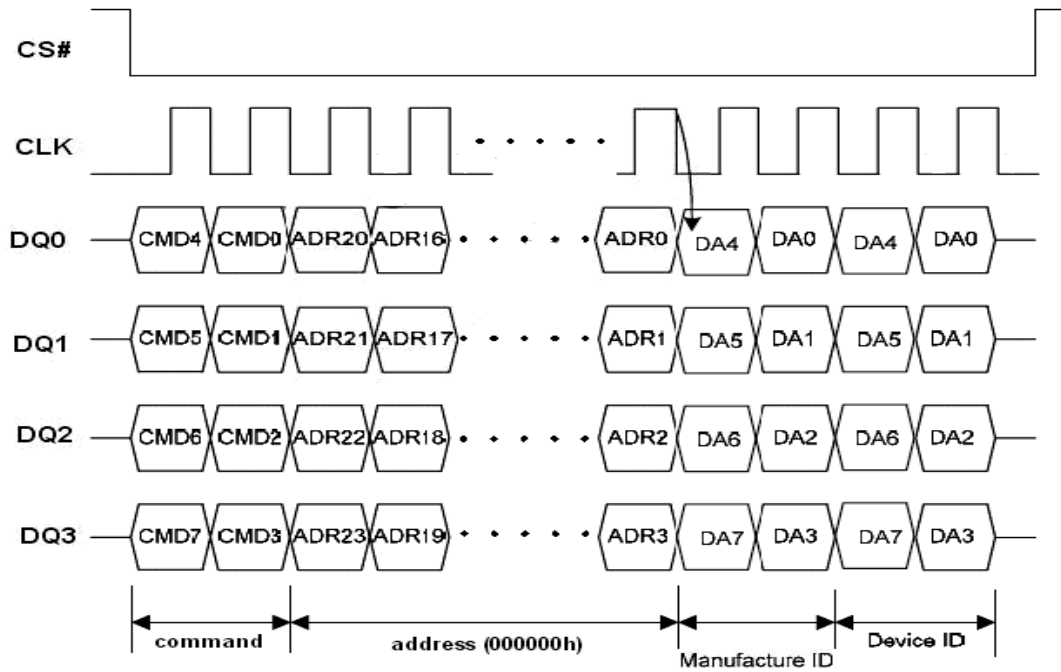 CS#
CLK
DQ0 CMD4 CMD0 ADR20 ADR16 ADR0 DA4 DA0 DA4 DA0
DQ1 CMD5 CMD1 ADR21 ADR17 ADR1 DA5 DA1 DA5 DA1
DQ2 CMD6 CMD2 ADR22 ADR18 ADR2 DA6 DA2 DA6 DA2
DQ3 CMD7 CMD3 ADR23 ADR19 ADR3 DA7 DA3 DA7 DA3
command address (000000h) Manufacture ID Device ID